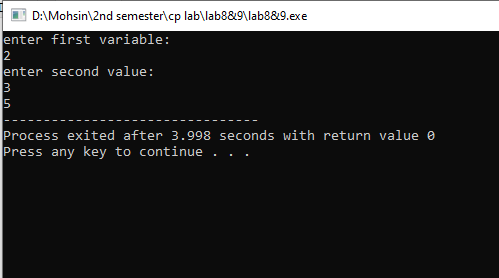 D:\Mohsin\2nd semester\cp lab\lab8&9\lab8&9.exe
enter first variable:
2
enter second value:
3
5
--------------------------------
Process exited after 3.998 seconds with return value 0
Press any key to continue . . .